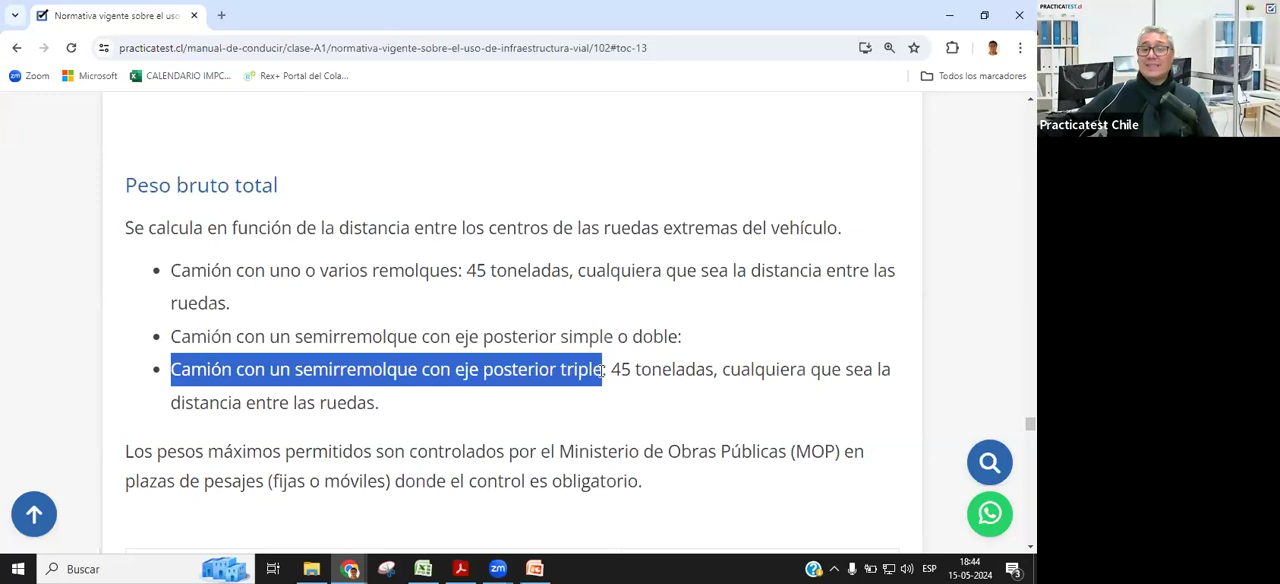 Normativa vigente sobre el uso
practicatest.cl/manual-de-conducir/clase-A1/normativa-vigente-sobre-el-uso-de-infraestructura-vial/102#toc-13
Zoom Microsoft CALENDARIO IMPC... Rex+ Portal del Cola... Todos los marcadores
PRACTICATEST.cl
Practicatest Chile
Peso bruto total
Se calcula en función de la distancia entre los centros de las ruedas extremas del vehículo.
• Camión con uno o varios remolques: 45 toneladas, cualquiera que sea la distancia entre las
ruedas.
• Camión con un semirremolque con eje posterior simple o doble:
• Camión con un semirremolque con eje posterior triple: 45 toneladas, cualquiera que sea la
distancia entre las ruedas.
Los pesos máximos permitidos son controlados por el Ministerio de Obras Públicas (MOP) en
plazas de pesajes (fijas o móviles) donde el control es obligatorio.
Buscar
ESP
18:44
15-05-2024
3